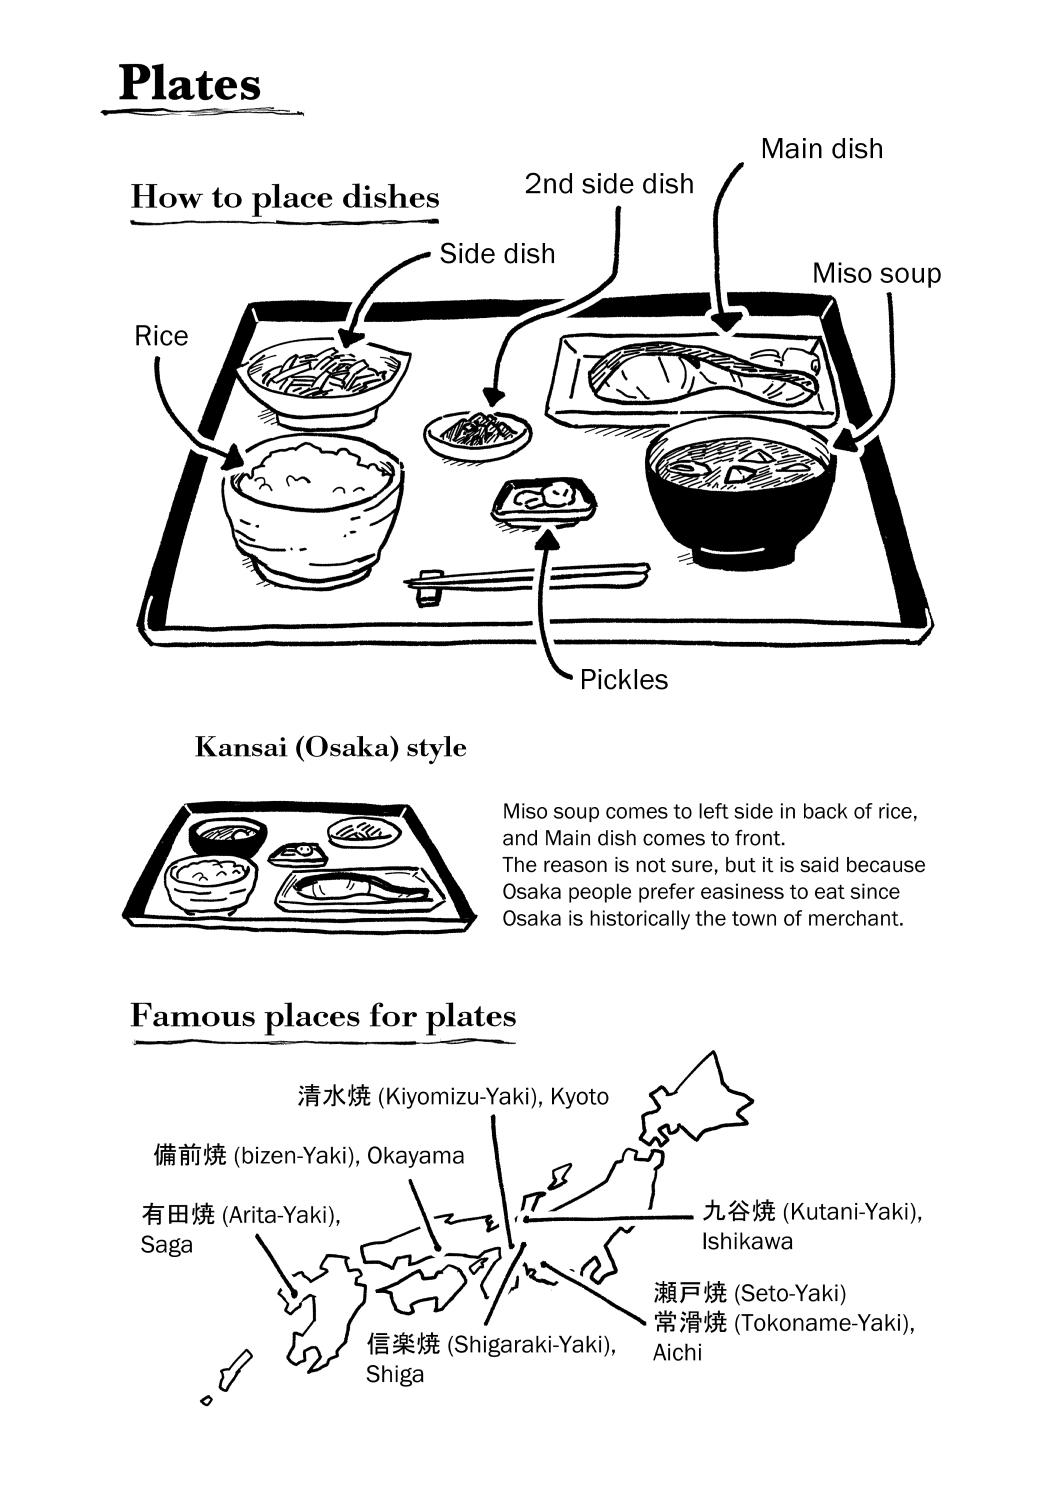 Plates
How to place dishes
Main dish
2nd side dish
Side dish
Miso soup
Rice
Pickles
Kansai (Osaka) style
Miso soup comes to left side in back of rice,
and Main dish comes to front.
The reason is not sure, but it is said because
Osaka people prefer easiness to eat since
Osaka is historically the town of merchant.
Famous places for plates
清水焼 (Kiyomizu-Yaki), Kyoto
備前焼 (bizen-Yaki), Okayama
有田焼 (Arita-Yaki),
Saga
九谷焼 (Kutani-Yaki),
Ishikawa
瀬戸焼 (Seto-Yaki)
常滑焼 (Tokoname-Yaki),
Aichi
信楽焼 (Shigaraki-Yaki),
Shiga